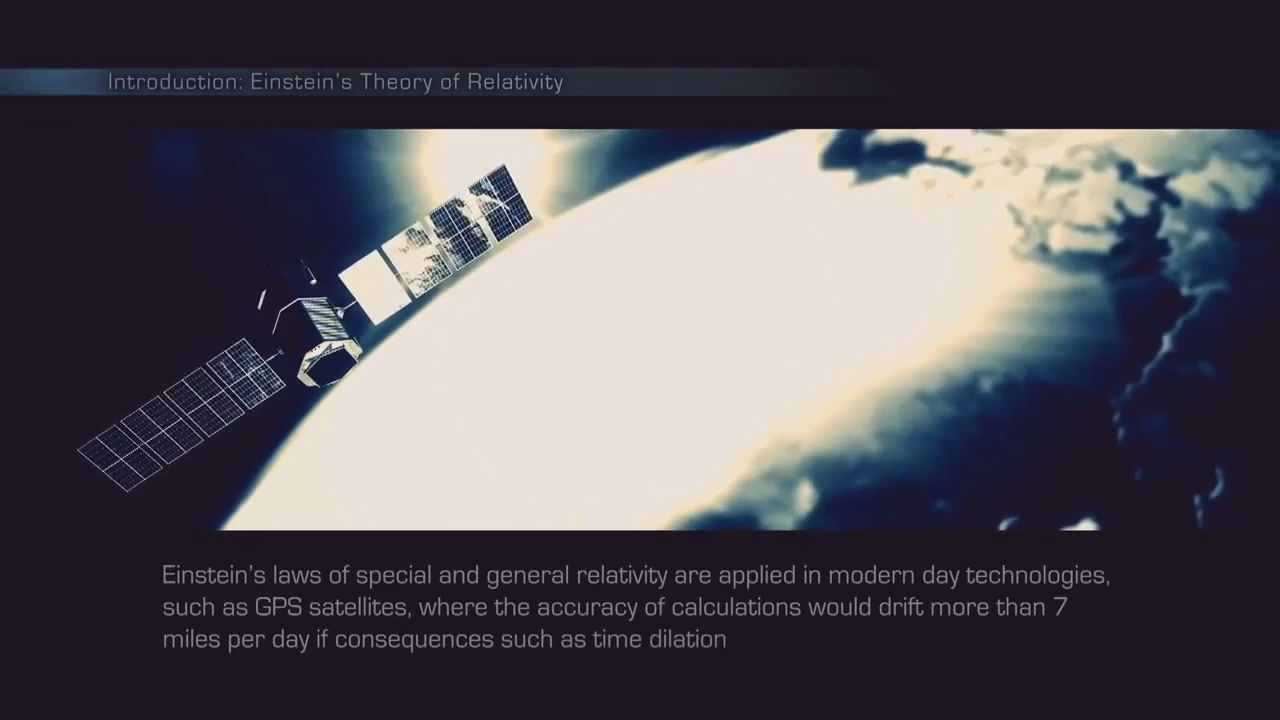 Introduction: Einstein's Theory of Relativity
Einstein's laws of special and general relativity are applied in modern day technologies,
such as GPS satellites, where the accuracy of calculations would drift more than 7
miles per day if consequences such as time dilation